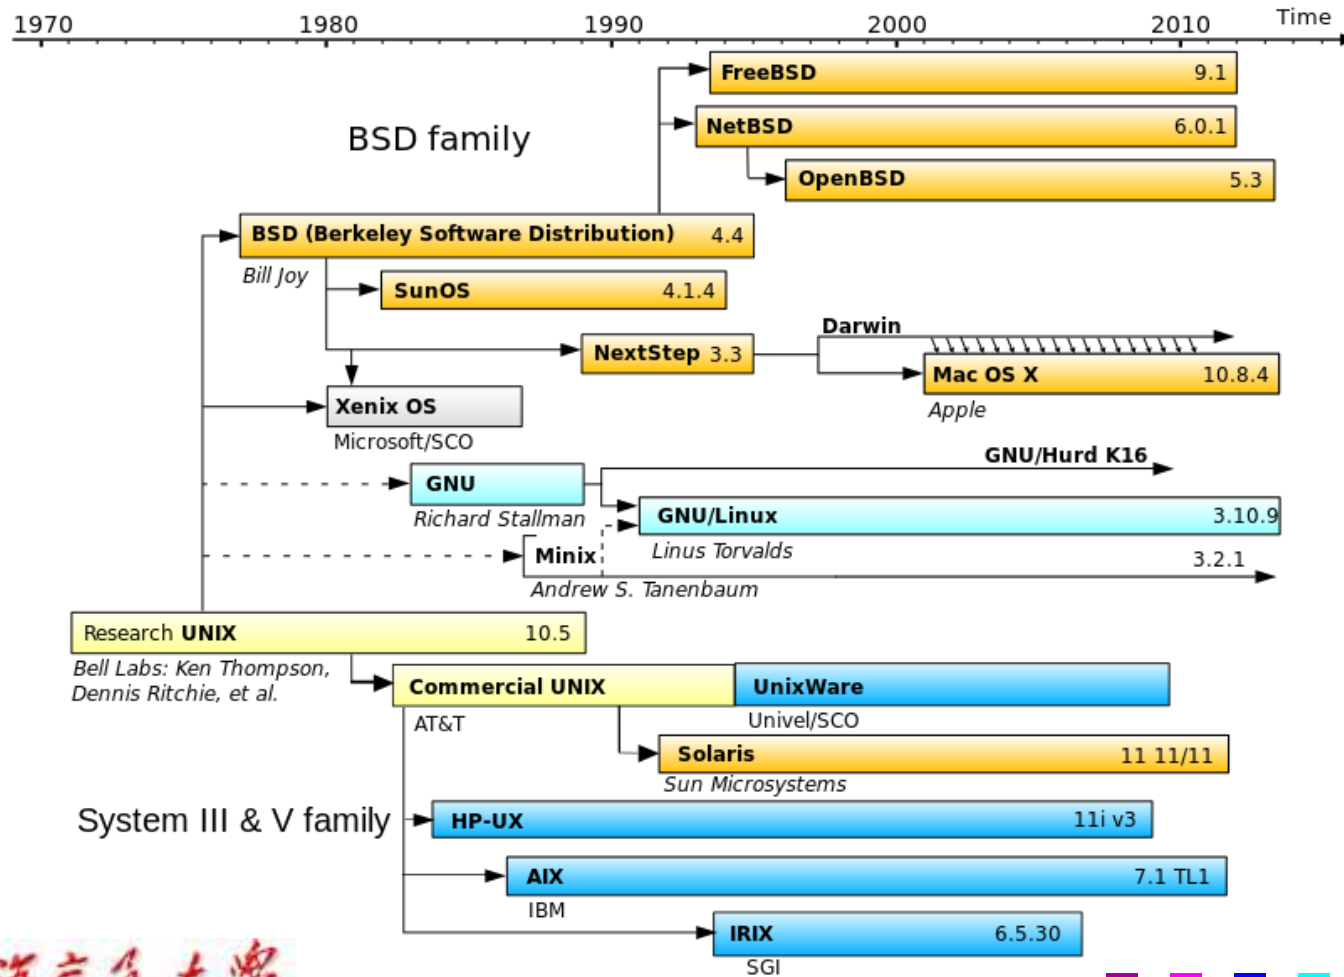 1970 1980 1990 2000 2010 Time
FreeBSD 9.1
BSD family
NetBSD 6.0.1
OpenBSD 5.3
BSD (Berkeley Software Distribution) 4.4
Bill Joy
SunOS 4.1.4
Darwin
NextStep 3.3
Mac OS X 10.8.4
Apple
Xenix OS
Microsoft/SCO
GNU/Hurd K16
GNU
Richard Stallman
GNU/Linux 3.10.9
Linus Torvalds
Minix 3.2.1
Andrew S. Tanenbaum
Research UNIX 10.5
Bell Labs: Ken Thompson,
Dennis Ritchie, et al.
Commercial UNIX
UnixWare
AT&T
Univel/SCO
Solaris 11 11/11
Sun Microsystems
System III & V family
HP-UX 11i v3
AIX 7.1 TL1
IBM
IRIX 6.5.30
SGI